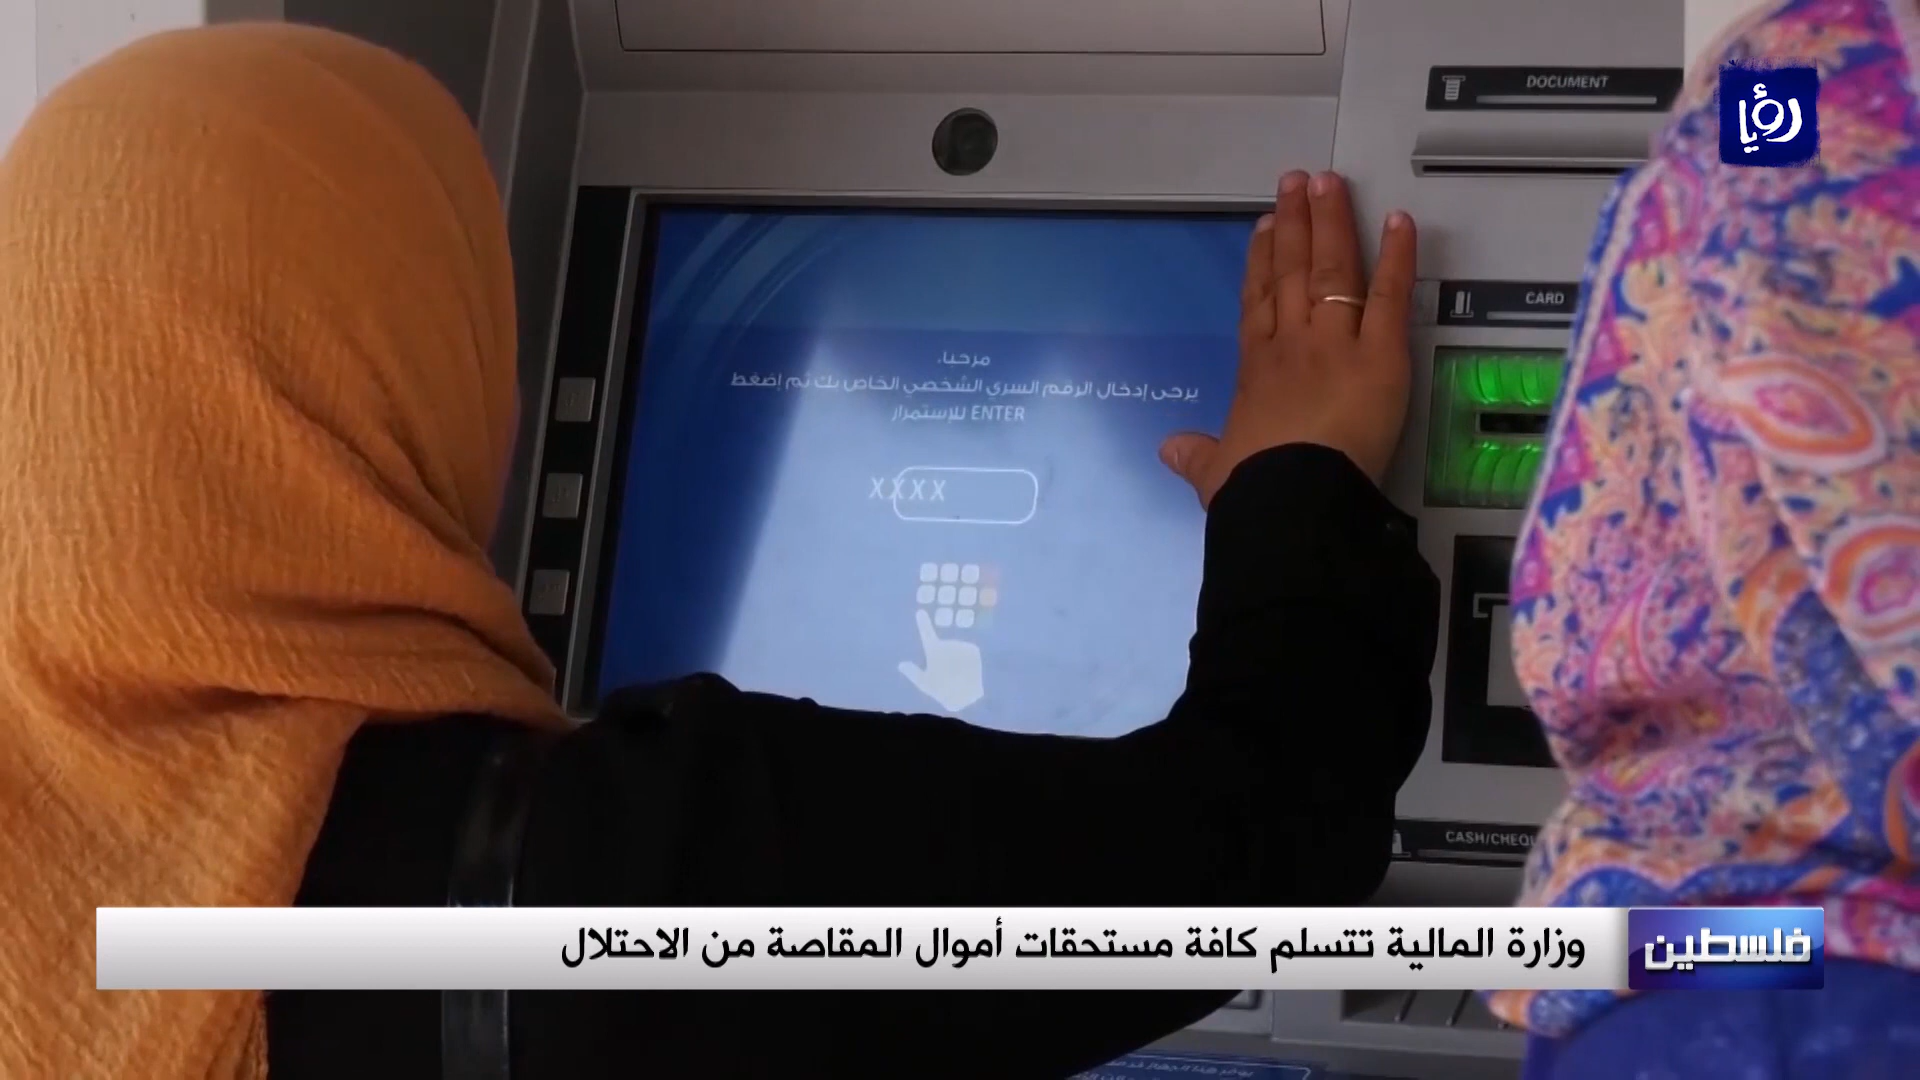 رؤيا
DOCUMENT
CARD
مرحبا،
يرجى إدخال الرقم السري الشخصي الخاص بك ثم إضغط
ENTER للإستمرار
XXXX
CASH/CHEQU
فلسطين
وزارة المالية تتسلم كافة مستحقات أموال المقاصة من الاحتلال